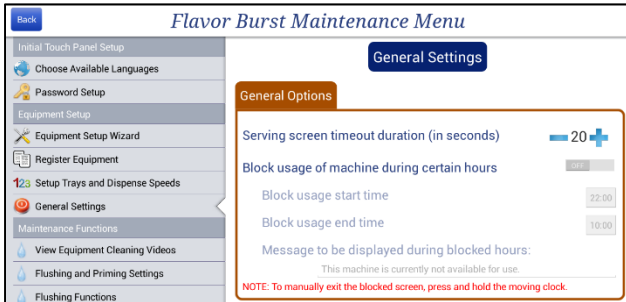 Back
Flavor Burst Maintenance Menu
Initial Touch Panel Setup
Choose Available Languages
Password Setup
Equipment Setup
Equipment Setup Wizard
Register Equipment
123 Setup Trays and Dispense Speeds
General Settings
Maintenance Functions
View Equipment Cleaning Videos
Flushing and Priming Settings
Flushing Functions
General Settings
General Options
Serving screen timeout duration (in seconds) 20
Block usage of machine during certain hours OFF
Block usage start time 22:00
Block usage end time 10:00
Message to be displayed during blocked hours:
This machine is currently not available for use.
NOTE: To manually exit the blocked screen, press and hold the moving clock.